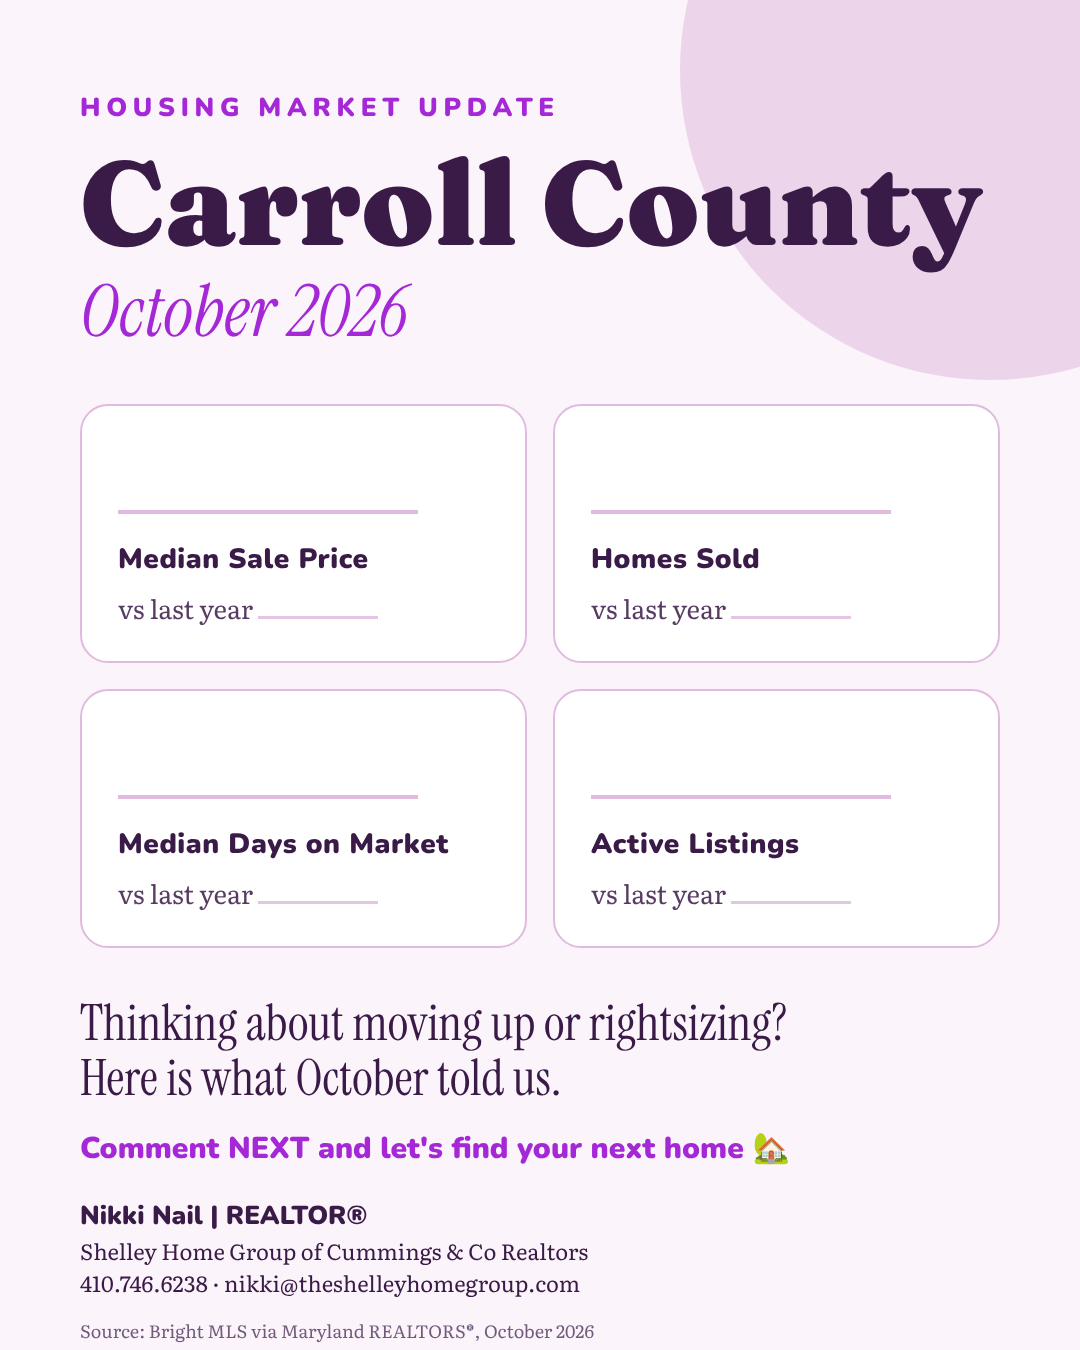 HOUSING MARKET UPDATE
Carroll County
October 2026
Median Sale Price
vs last year
Homes Sold
vs last year
Median Days on Market
vs last year
Active Listings
vs last year
Thinking about moving up or rightsizing?
Here is what October told us.
Comment NEXT and let's find your next home 🏡
Nikki Nail | REALTOR®
Shelley Home Group of Cummings & Co Realtors
410.746.6238 · nikki@theshelleyhomegroup.com
Source: Bright MLS via Maryland REALTORS®, October 2026